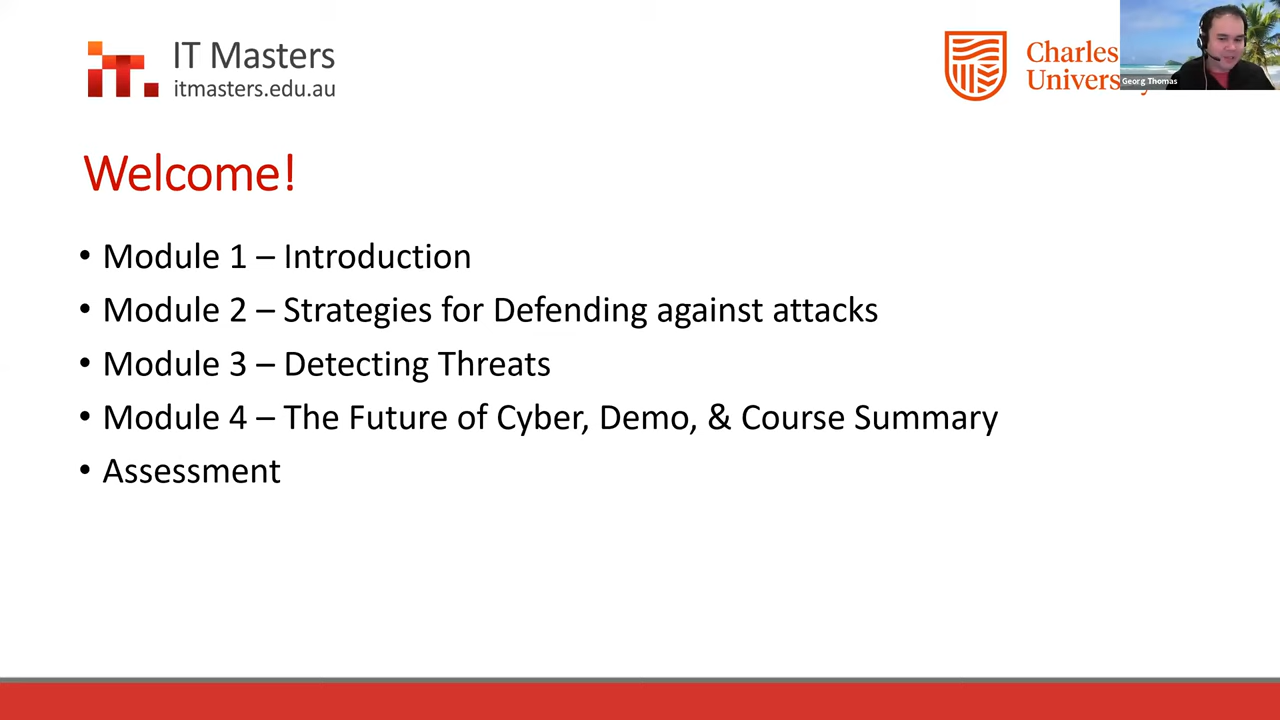 IT Masters
itmasters.edu.au
Charles
Univers
Georg Thomas
Welcome!
• Module 1 – Introduction
• Module 2 – Strategies for Defending against attacks
• Module 3 – Detecting Threats
• Module 4 – The Future of Cyber, Demo, & Course Summary
• Assessment